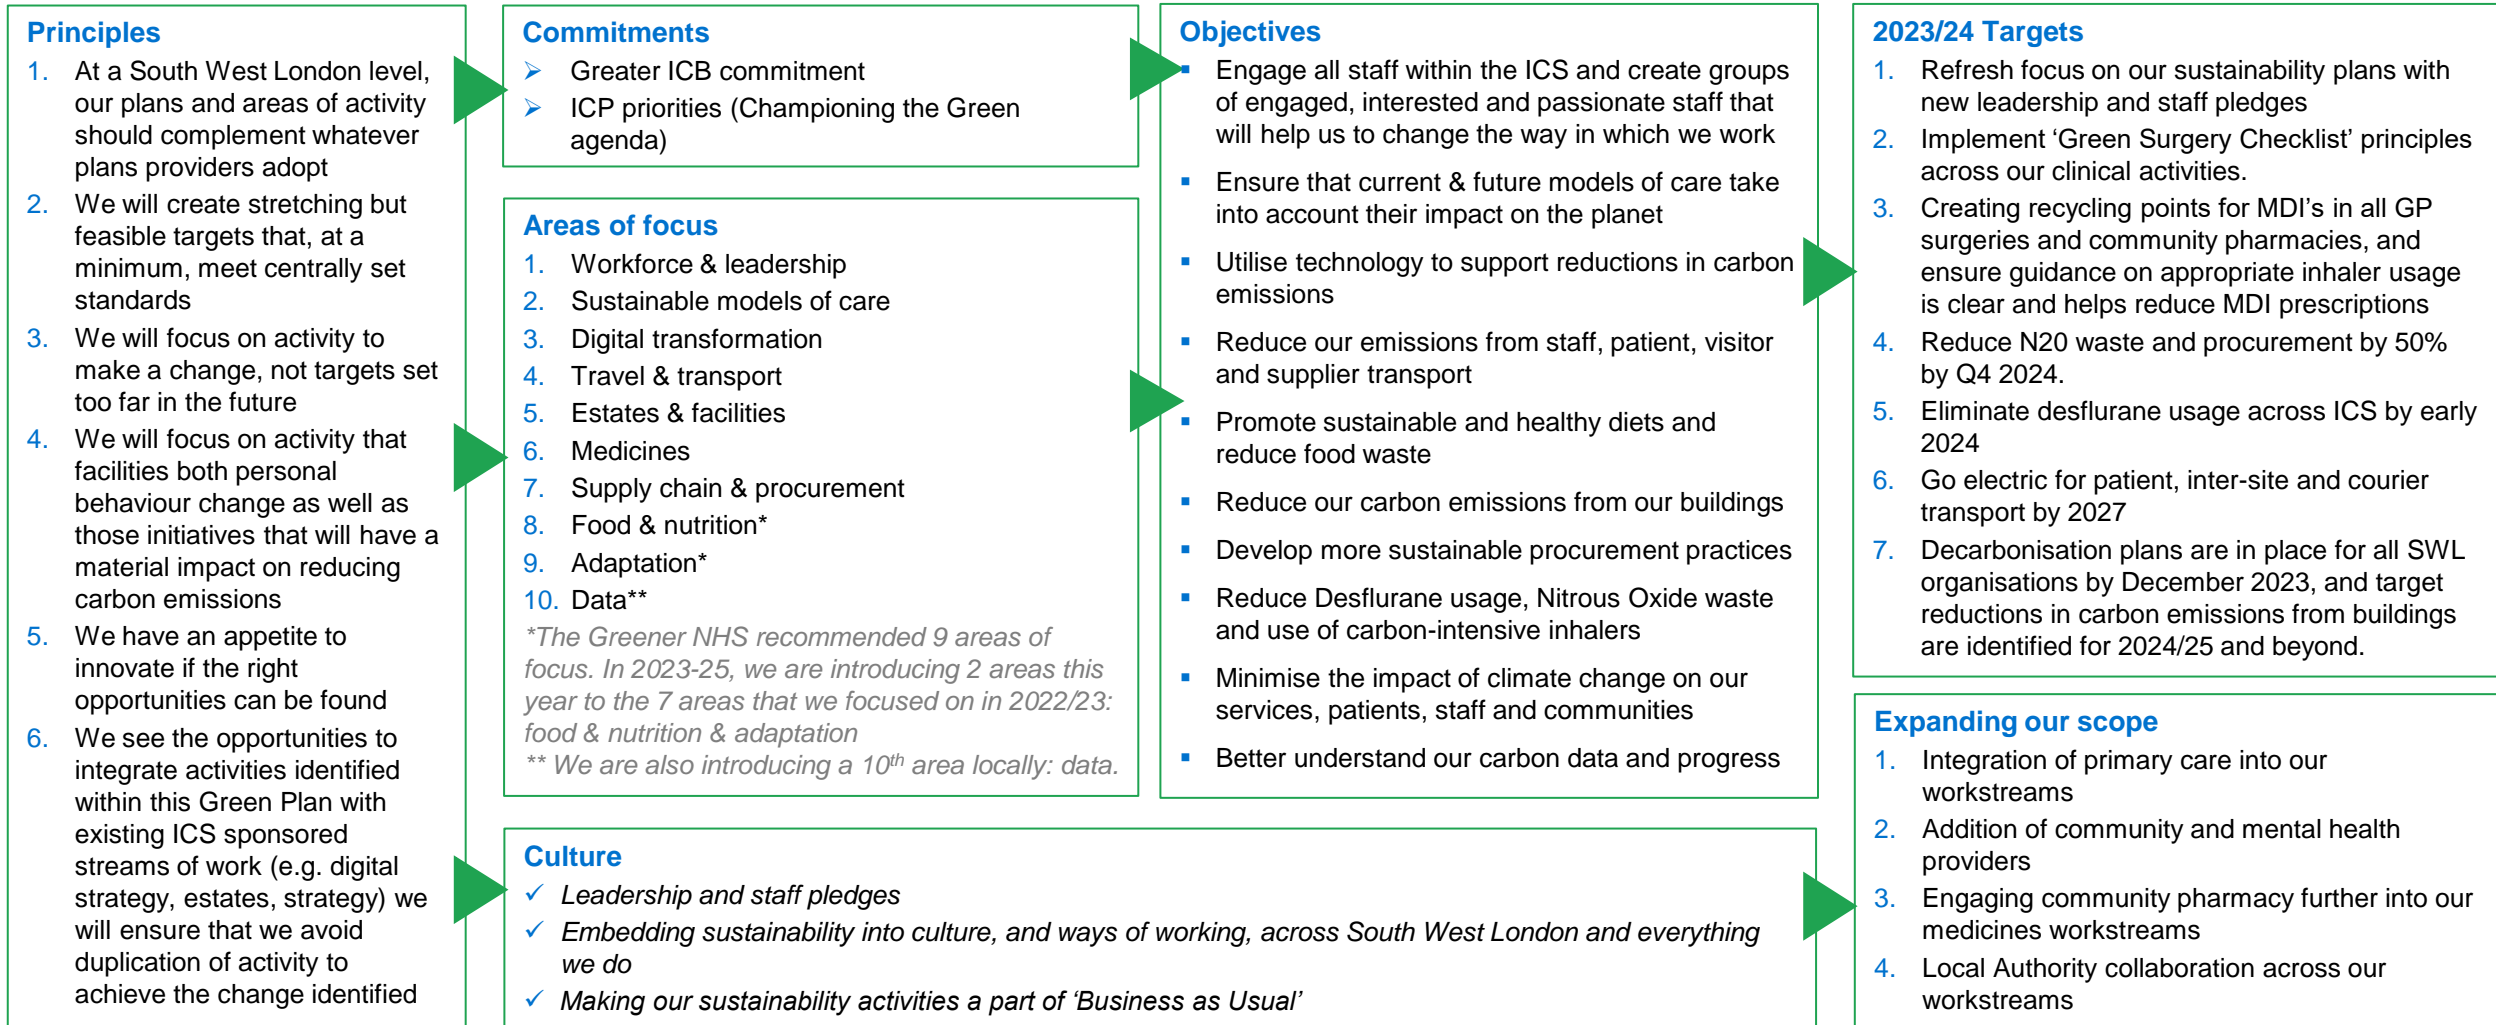 Principles
1. At a South West London level,
our plans and areas of activity
should complement whatever
plans providers adopt
2. We will create stretching but
feasible targets that, at a
minimum, meet centrally set
standards
3. We will focus on activity to
make a change, not targets set
too far in the future
4. We will focus on activity that
facilities both personal
behaviour change as well as
those initiatives that will have a
material impact on reducing
carbon emissions
5. We have an appetite to
innovate if the right
opportunities can be found
6. We see the opportunities to
integrate activities identified
within this Green Plan with
existing ICS sponsored
streams of work (e.g. digital
strategy, estates, strategy) we
will ensure that we avoid
duplication of activity to
achieve the change identified
Commitments
➢ Greater ICB commitment
➢ ICP priorities (Championing the Green
agenda)
Areas of focus
1. Workforce & leadership
2. Sustainable models of care
3. Digital transformation
4. Travel & transport
5. Estates & facilities
6. Medicines
7. Supply chain & procurement
8. Food & nutrition*
9. Adaptation*
10. Data**
*The Greener NHS recommended 9 areas of
focus. In 2023-25, we are introducing 2 areas this
year to the 7 areas that we focused on in 2022/23:
food & nutrition & adaptation
** We are also introducing a 10th area locally: data.
Objectives
▪ Engage all staff within the ICS and create groups
of engaged, interested and passionate staff that
will help us to change the way in which we work
▪ Ensure that current & future models of care take
into account their impact on the planet
▪ Utilise technology to support reductions in carbon
emissions
▪ Reduce our emissions from staff, patient, visitor
and supplier transport
▪ Promote sustainable and healthy diets and
reduce food waste
▪ Reduce our carbon emissions from our buildings
▪ Develop more sustainable procurement practices
▪ Reduce Desflurane usage, Nitrous Oxide waste
and use of carbon-intensive inhalers
▪ Minimise the impact of climate change on our
services, patients, staff and communities
▪ Better understand our carbon data and progress
Culture
✓ Leadership and staff pledges
✓ Embedding sustainability into culture, and ways of working, across South West London and everything
we do
✓ Making our sustainability activities a part of ‘Business as Usual’
2023/24 Targets
1. Refresh focus on our sustainability plans with
new leadership and staff pledges
2. Implement ‘Green Surgery Checklist’ principles
across our clinical activities.
3. Creating recycling points for MDI’s in all GP
surgeries and community pharmacies, and
ensure guidance on appropriate inhaler usage
is clear and helps reduce MDI prescriptions
4. Reduce N20 waste and procurement by 50%
by Q4 2024.
5. Eliminate desflurane usage across ICS by early
2024
6. Go electric for patient, inter-site and courier
transport by 2027
7. Decarbonisation plans are in place for all SWL
organisations by December 2023, and target
reductions in carbon emissions from buildings
are identified for 2024/25 and beyond.
Expanding our scope
1. Integration of primary care into our
workstreams
2. Addition of community and mental health
providers
3. Engaging community pharmacy further into our
medicines workstreams
4. Local Authority collaboration across our
workstreams